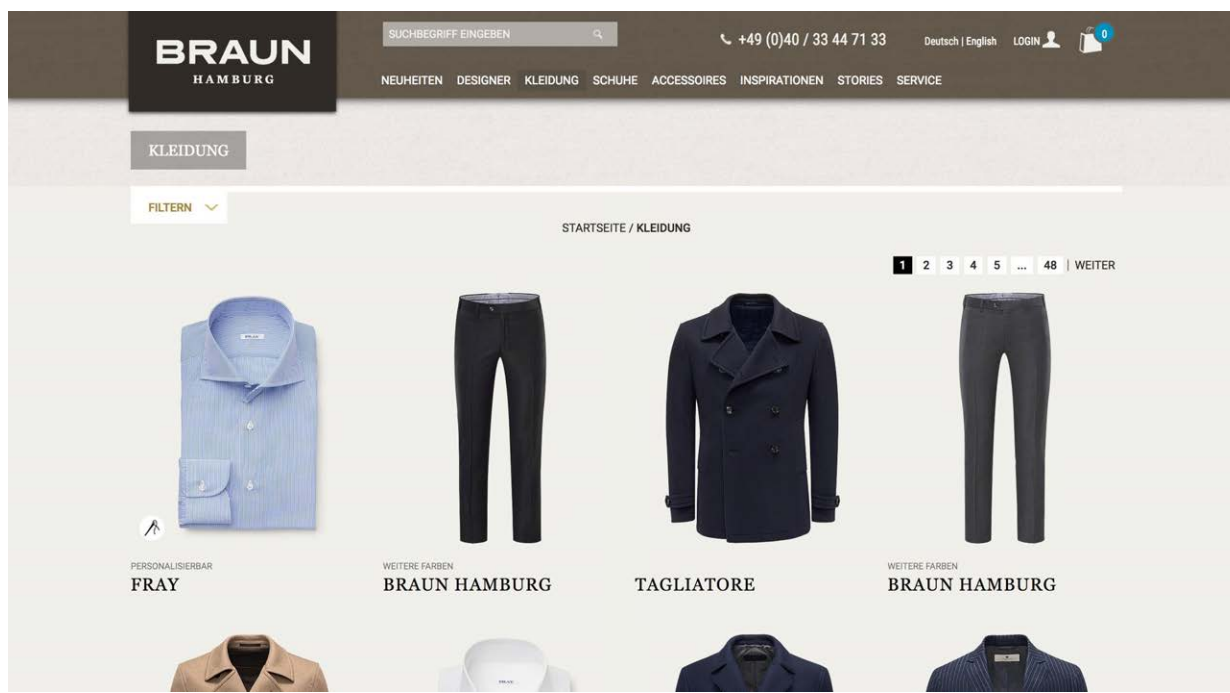 BRAUN
HAMBURG
SUCHBEGRIFF EINGEBEN
+49 (0)40 / 33 44 71 33
Deutsch | English
LOGIN
0
NEUHEITEN DESIGNER KLEIDUNG SCHUHE ACCESSOIRES INSPIRATIONEN STORIES SERVICE
KLEIDUNG
FILTERN
STARTSEITE / KLEIDUNG
1 2 3 4 5 ... 48 | WEITER
FRAY
PERSONALISIERBAR
FRAY
WEITERE FARBEN
BRAUN HAMBURG
TAGLIATORE
WEITERE FARBEN
BRAUN HAMBURG
FRAY